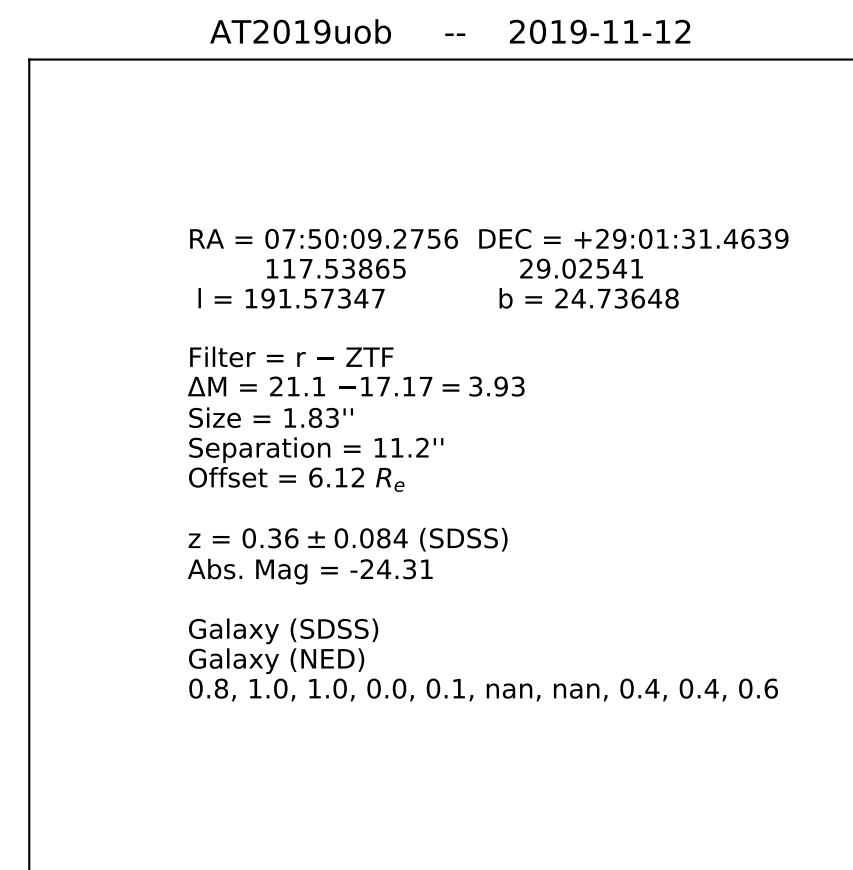 AT2019uob -- 2019-11-12
RA = 07:50:09.2756 DEC = +29:01:31.4639
117.53865 29.02541
l = 191.57347 b = 24.73648
Filter = r − ZTF
ΔM = 21.1 −17.17 = 3.93
Size = 1.83''
Separation = 11.2''
Offset = 6.12 Rₑ
z = 0.36 ± 0.084 (SDSS)
Abs. Mag = -24.31
Galaxy (SDSS)
Galaxy (NED)
0.8, 1.0, 1.0, 0.0, 0.1, nan, nan, 0.4, 0.4, 0.6